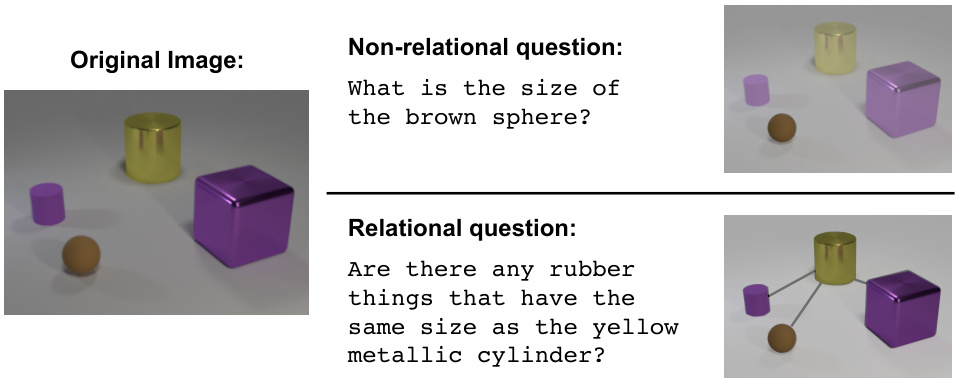 Original Image:
Non-relational question:
What is the size of
the brown sphere?
Relational question:
Are there any rubber
things that have the
same size as the yellow
metallic cylinder?